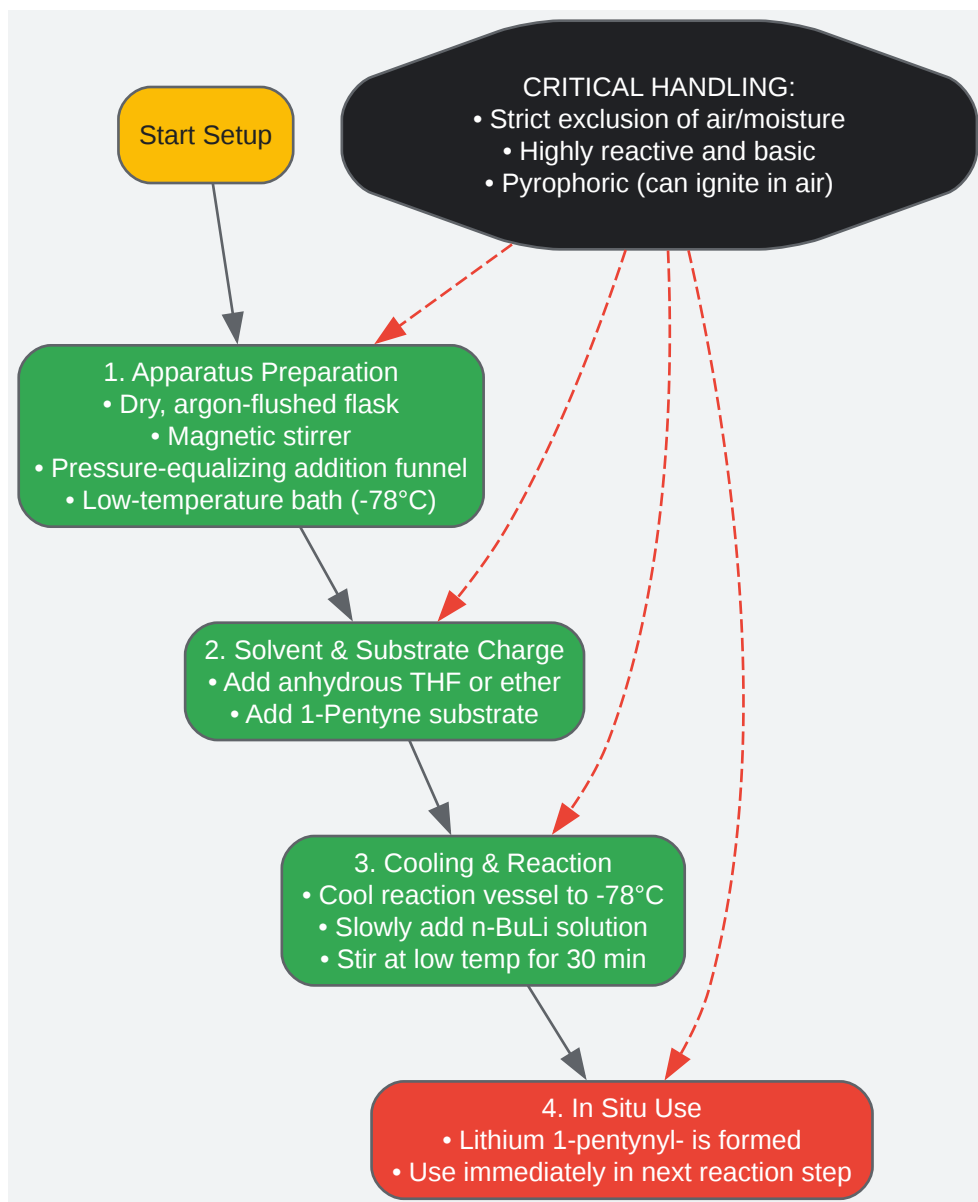 CRITICAL HANDLING:
• Strict exclusion of air/moisture
• Highly reactive and basic
• Pyrophoric (can ignite in air)
Start Setup
1. Apparatus Preparation
• Dry, argon-flushed flask
• Magnetic stirrer
• Pressure-equalizing addition funnel
• Low-temperature bath (-78°C)
2. Solvent & Substrate Charge
• Add anhydrous THF or ether
• Add 1-Pentyne substrate
3. Cooling & Reaction
• Cool reaction vessel to -78°C
• Slowly add n-BuLi solution
• Stir at low temp for 30 min
4. In Situ Use
• Lithium 1-pentynyl- is formed
• Use immediately in next reaction step